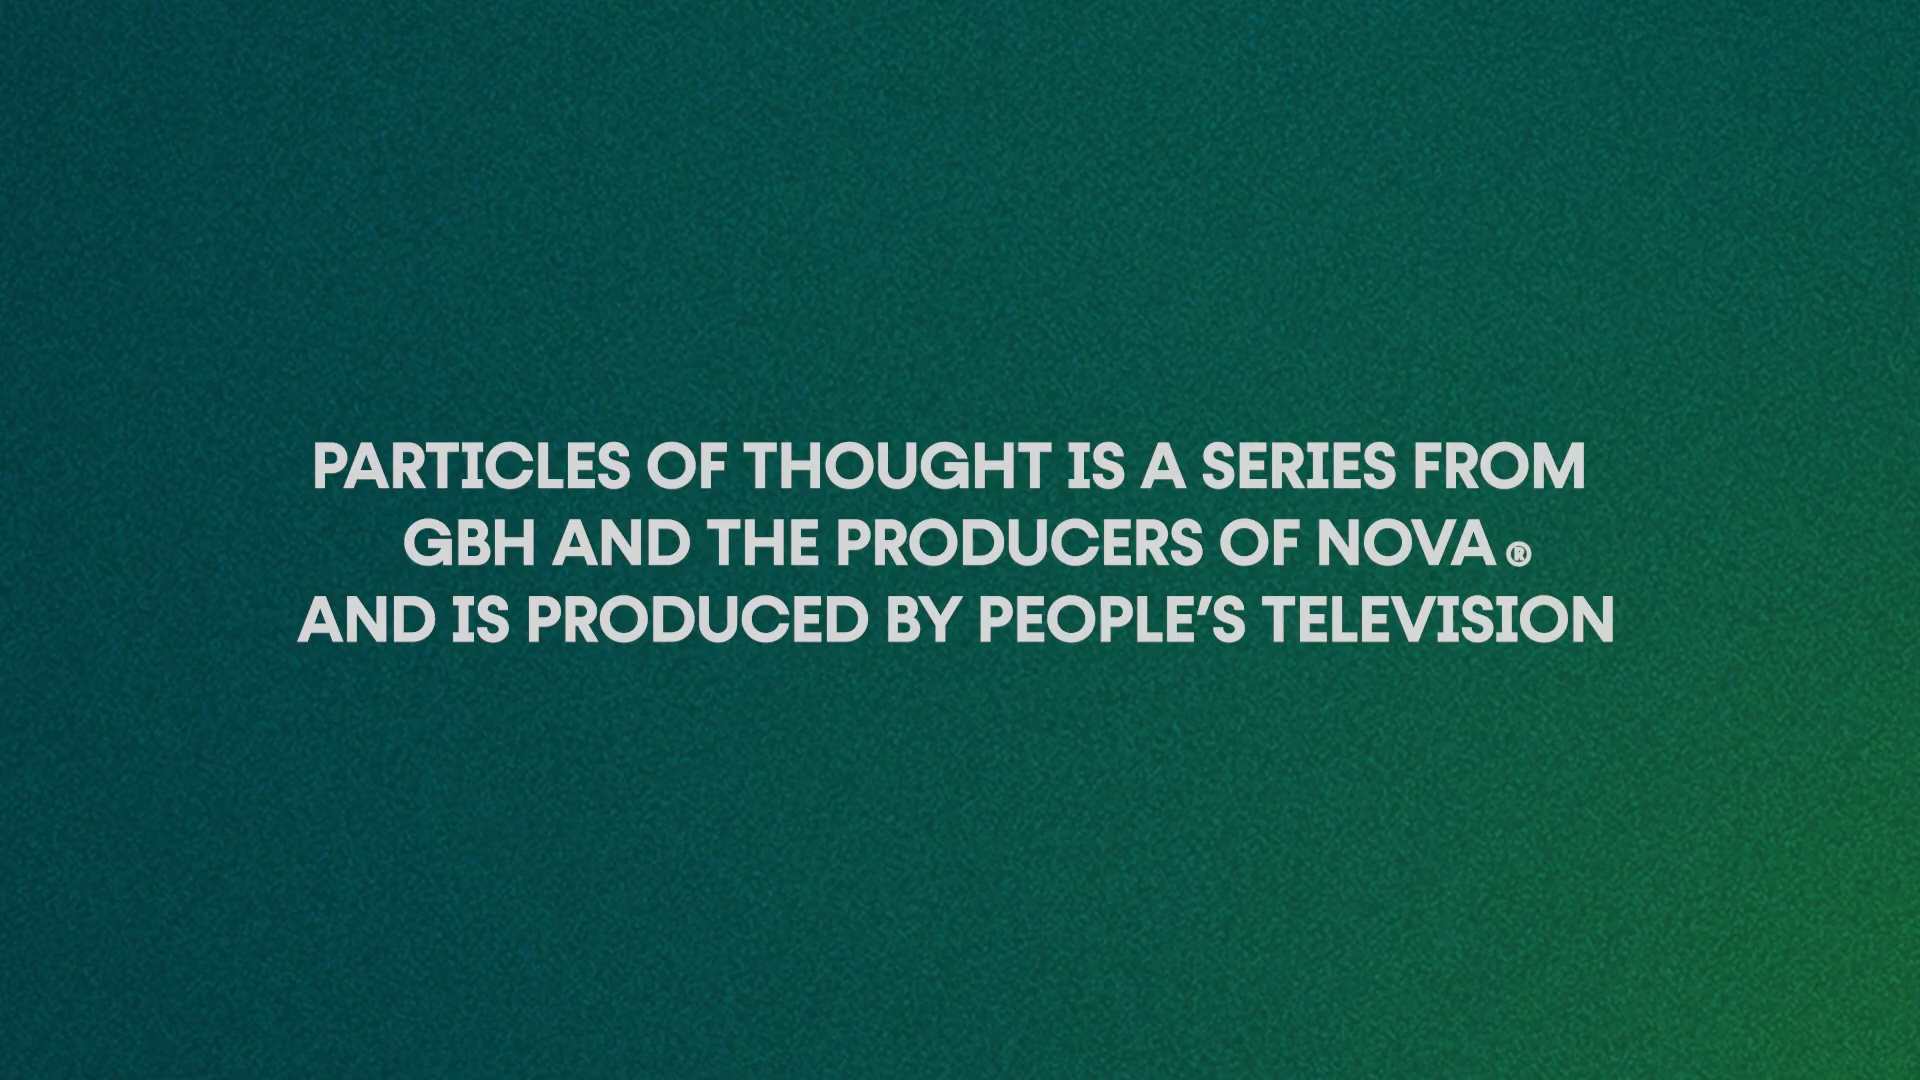 PARTICLES OF THOUGHT IS A SERIES FROM
GBH AND THE PRODUCERS OF NOVA ®
AND IS PRODUCED BY PEOPLE’S TELEVISION